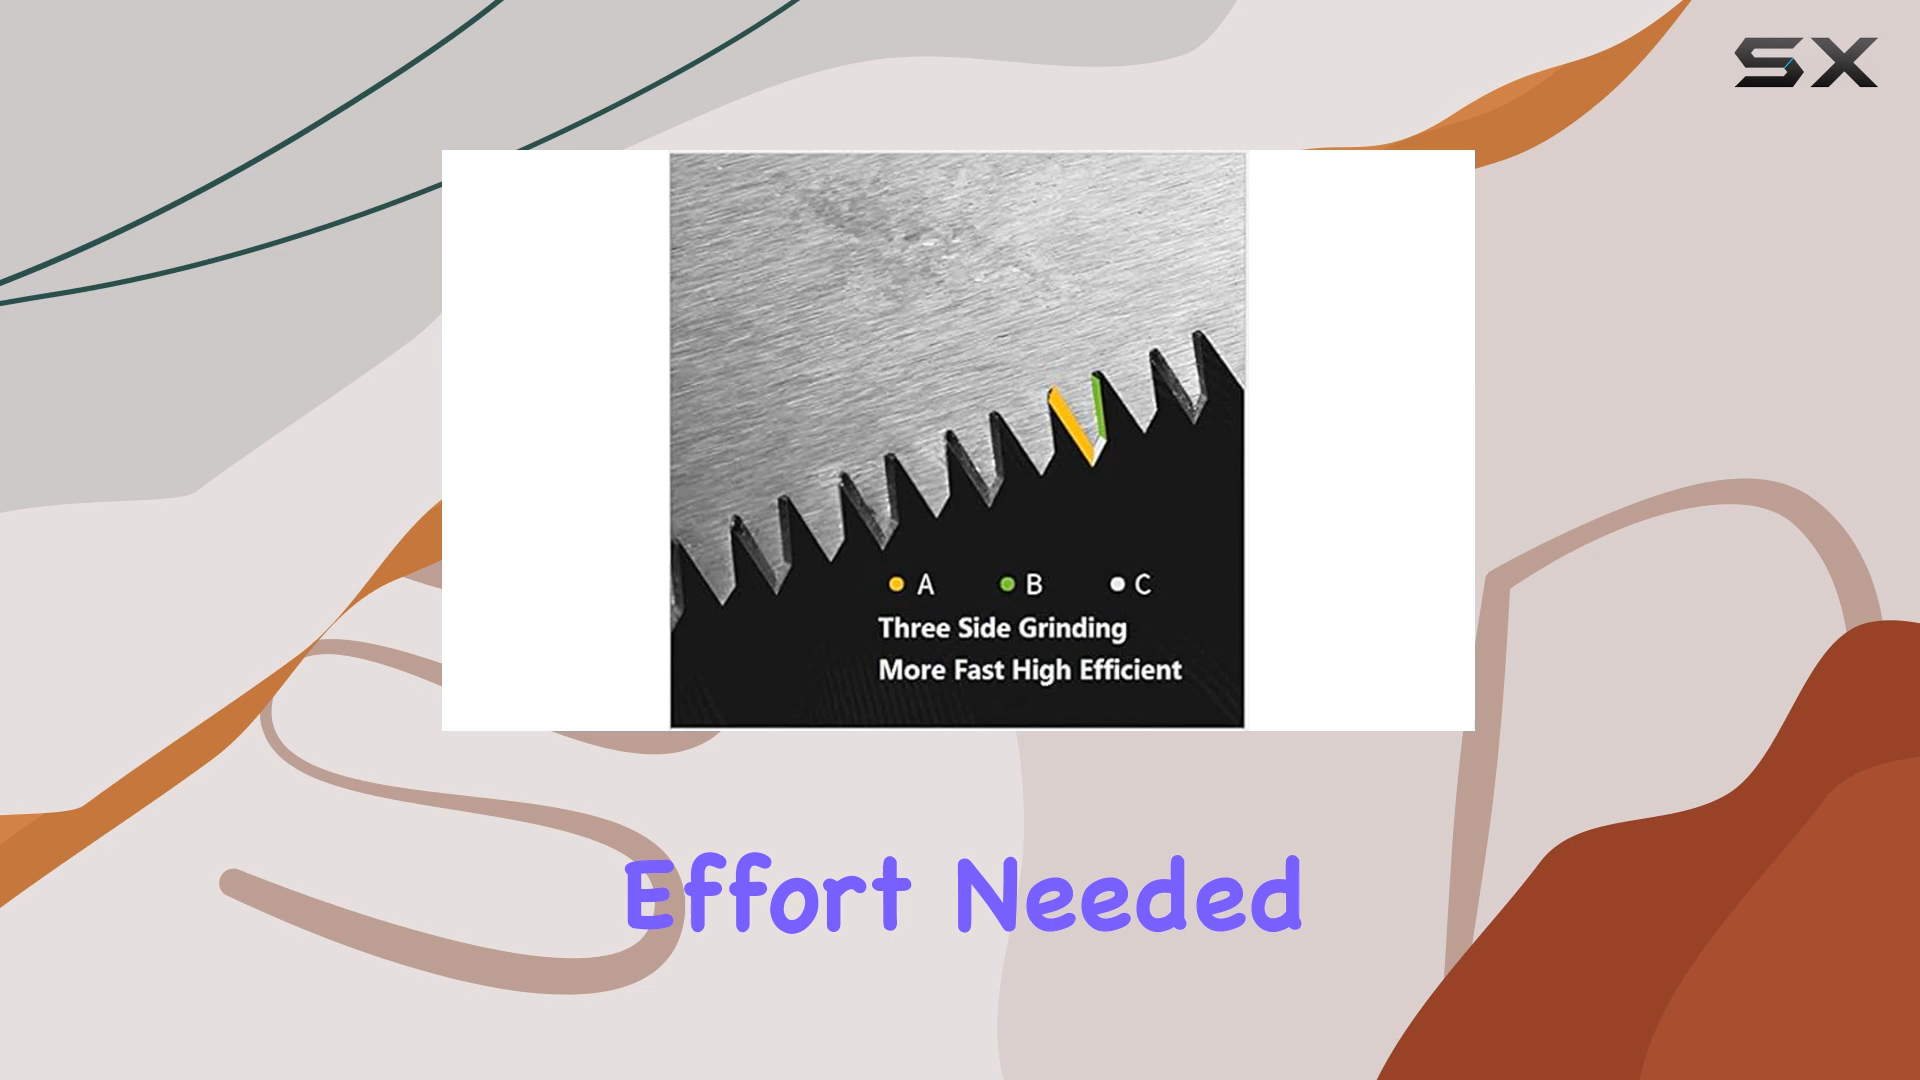 SX
A B C
Three Side Grinding
More Fast High Efficient
Effort Needed